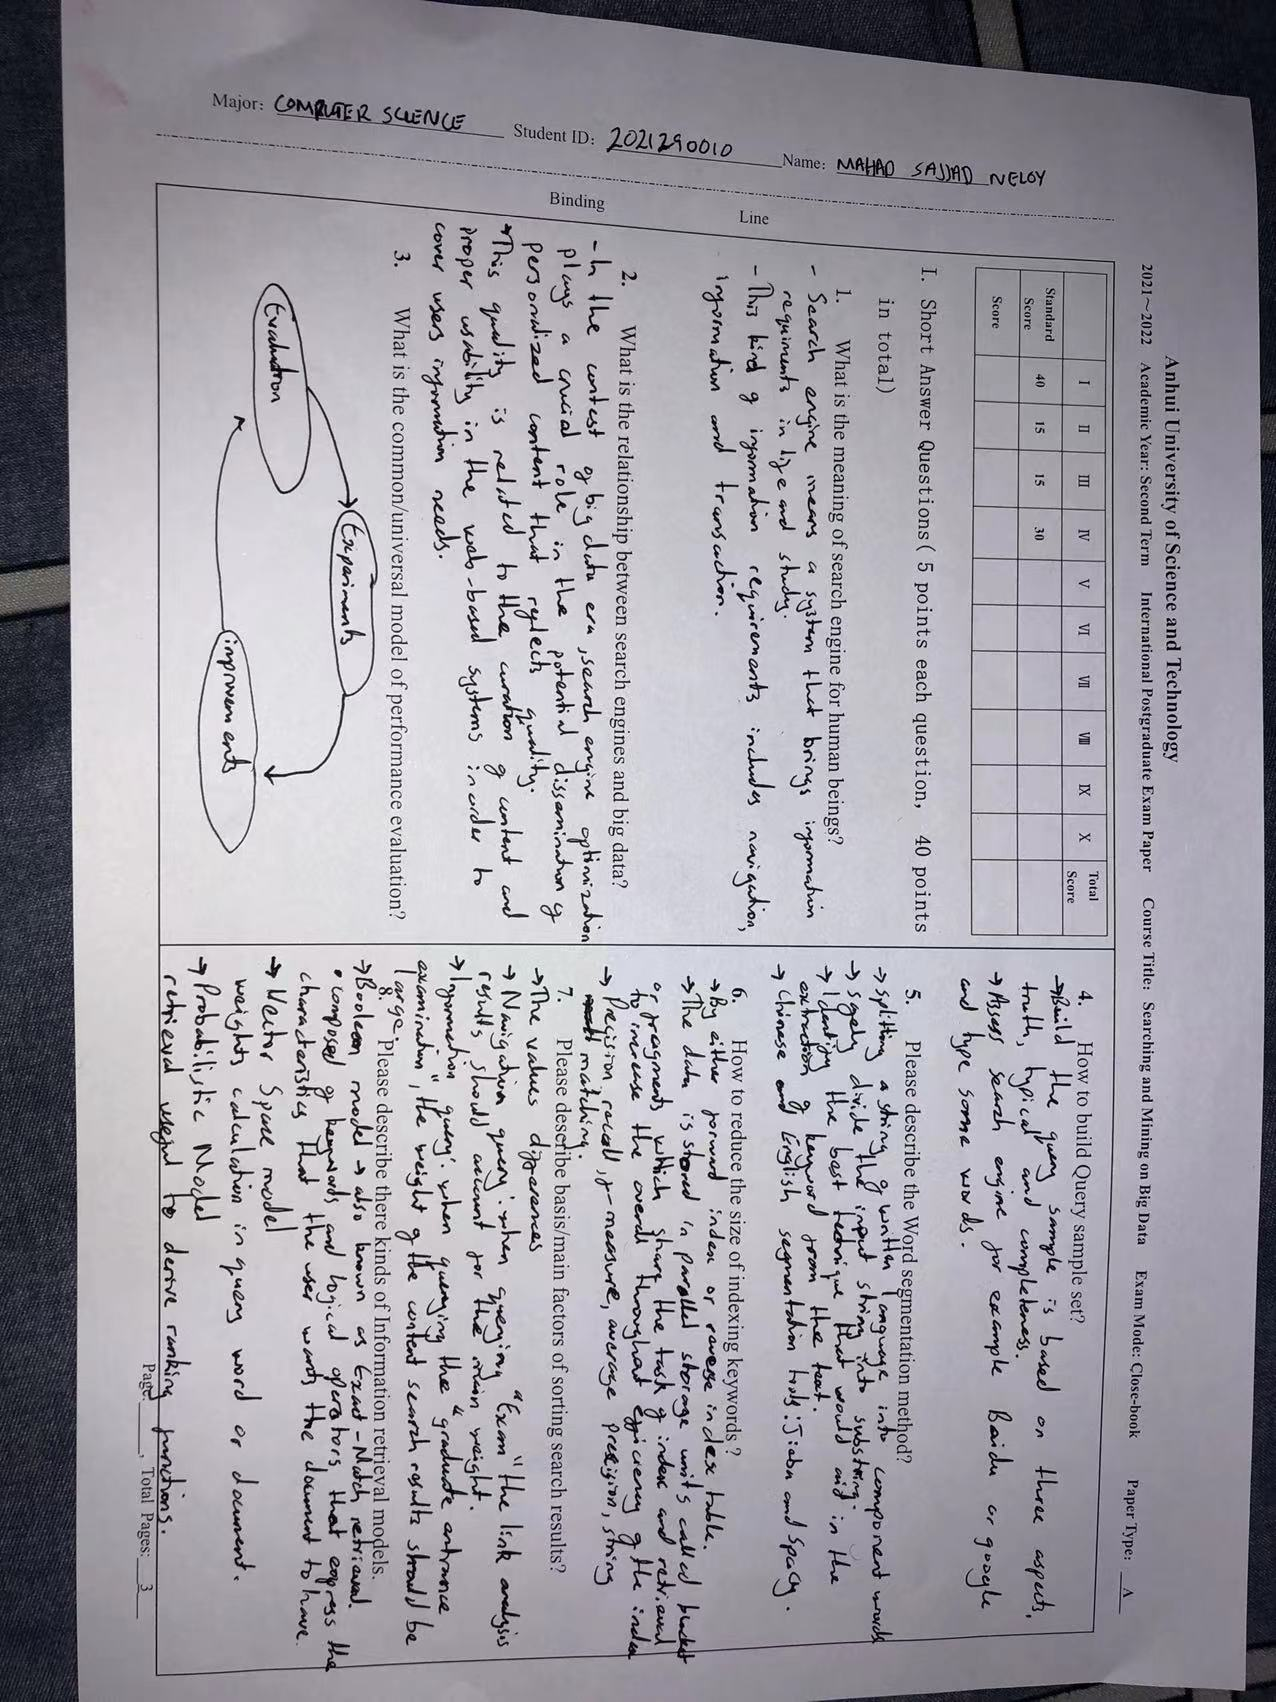 Major: COMPUTER SCIENCE Student ID: 2021290010 Name: MAHAD SAJJAD NELOY
Binding Line
Anhui University of Science and Technology
2021~2022 Academic Year: Second Term International Postgraduate Exam Paper Course Title: Searching and Mining on Big Data Exam Mode: Close-book Paper Type: A
I II III IV V VI VII VIII IX X Total Score
Standard Score 40 15 15 30
Score
I. Short Answer Questions ( 5 points each question, 40 points
in total)
1. What is the meaning of search engine for human beings?
- Search engine means a system that brings information
requirments in life and study.
- This kind of information requirements includes navigation,
information and transaction.
2. What is the relationship between search engines and big data?
- In the contest of big data era, search engine optimization
plays a crucial role in the potential dissemination of
personalized content that reflects quality.
This quality is related to the curation of content and
proper usability in the web-based systems in order to
cover users information needs.
3. What is the common/universal model of performance evaluation?
Evaluation
Experiments
improvements
4. How to build Query sample set?
→ Build the query sample is based on three aspects,
truth, typical and completeness.
→ Assess search engine for example Baidu or google
and type some words.
5. Please describe the Word segmentation method?
→ splitting a string of written language into component words
→ safely divide the input string into substring.
→ Identify the best technique that would aid in the
extraction of keyword from the text.
→ Chinese and English segmentation tools: Jieba and Spacy.
6. How to reduce the size of indexing keywords ?
→ By either forward index or reverse index table.
→ The data is stored in parallel storage units called bucket
or fragments which share the task of index and retrieval
to increase the overall throughout efficiency of the index
→ Precision recall, f-measure, average precision, string
matching.
7. Please describe basis/main factors of sorting search results?
→ The values differences
→ Navigation query: when querying "Exam" the link analysis
results should account for the main weight.
→ Information query: when querying the "graduate entrance
examination", the weight of the content search results should be
large.
8. Please describe there kinds of Information retrieval models.
→ Boolean model → also known as Exact-Match retrieval.
• composed of keywords and logical operators that express the
characteristics that the user wants the document to have.
→ Vector Space model
weights calculation in query word or document.
→ Probabilistic Model
retrieval to derive ranking functions.
Page: , Total Pages: 3